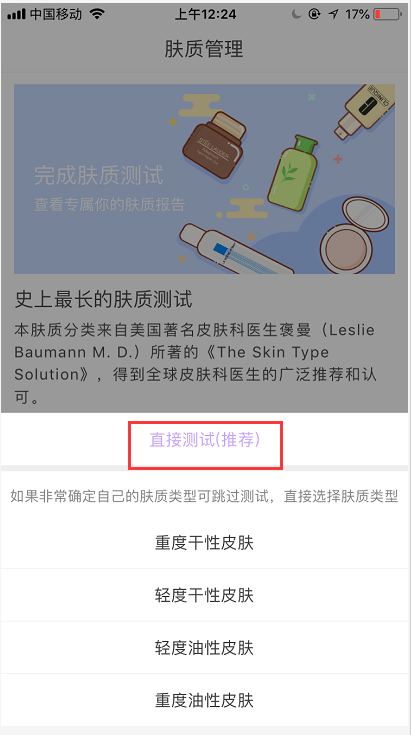 中国移动 上午12:24 17%
肤质管理
完成肤质测试
查看专属你的肤质报告
CLINIQUE
史上最长的肤质测试
本肤质分类来自美国著名皮肤科医生褒曼（Leslie
Baumann M. D.）所著的《The Skin Type
Solution》，得到全球皮肤科医生的广泛推荐和认
可。
直接测试(推荐)
如果非常确定自己的肤质类型可跳过测试，直接选择肤质类型
重度干性皮肤
轻度干性皮肤
轻度油性皮肤
重度油性皮肤